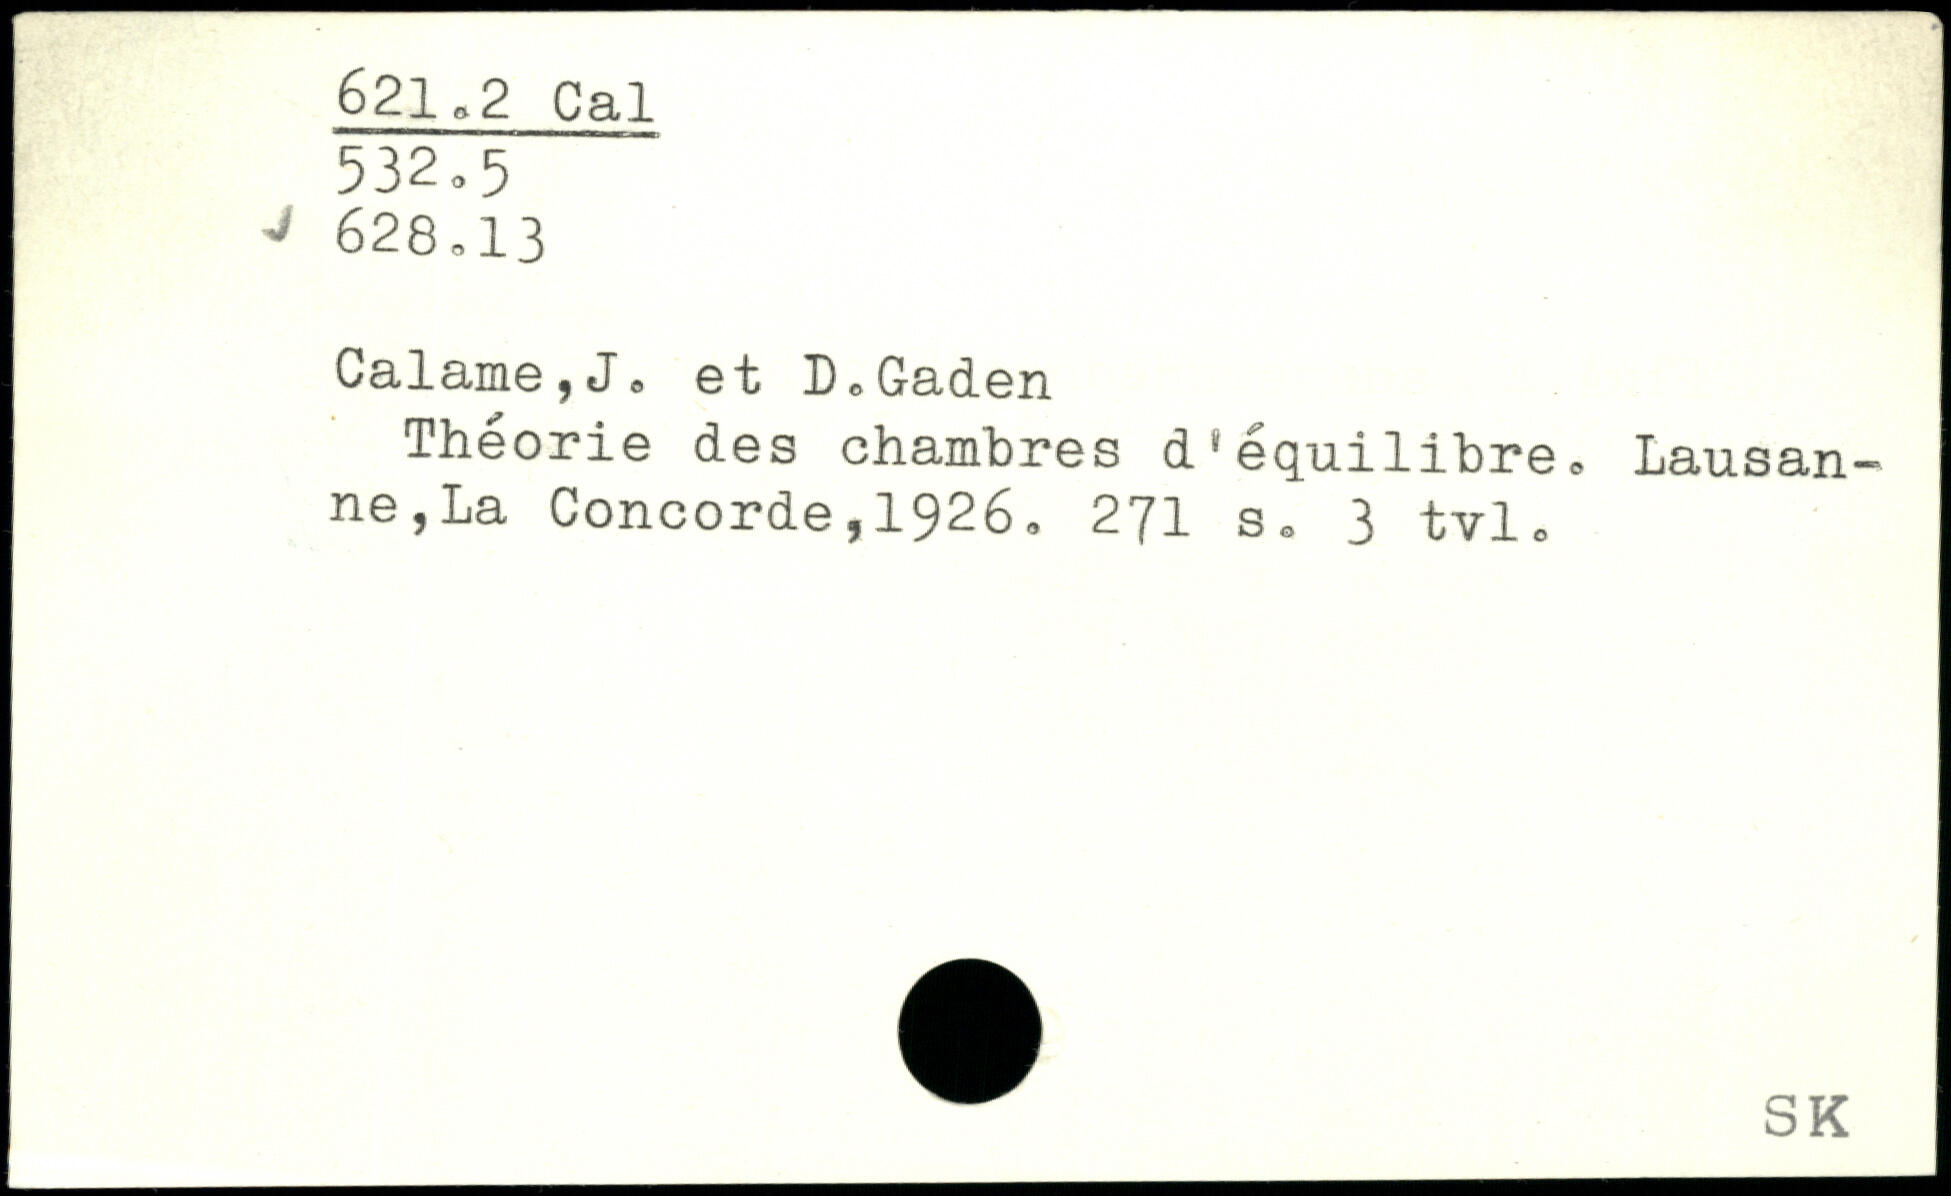 621.2 Cal
532.5
628.13
Calame,J. et D.Gaden
Théorie des chambres d'équilibre. Lausan-
ne,La Concorde,1926. 271 s. 3 tvl.
SK